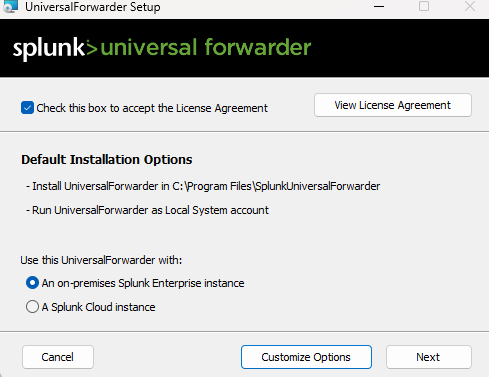 UniversalForwarder Setup
splunk>universal forwarder
Check this box to accept the License Agreement
View License Agreement
Default Installation Options
- Install UniversalForwarder in C:\Program Files\SplunkUniversalForwarder
- Run UniversalForwarder as Local System account
Use this UniversalForwarder with:
An on-premises Splunk Enterprise instance
A Splunk Cloud instance
Cancel
Customize Options
Next